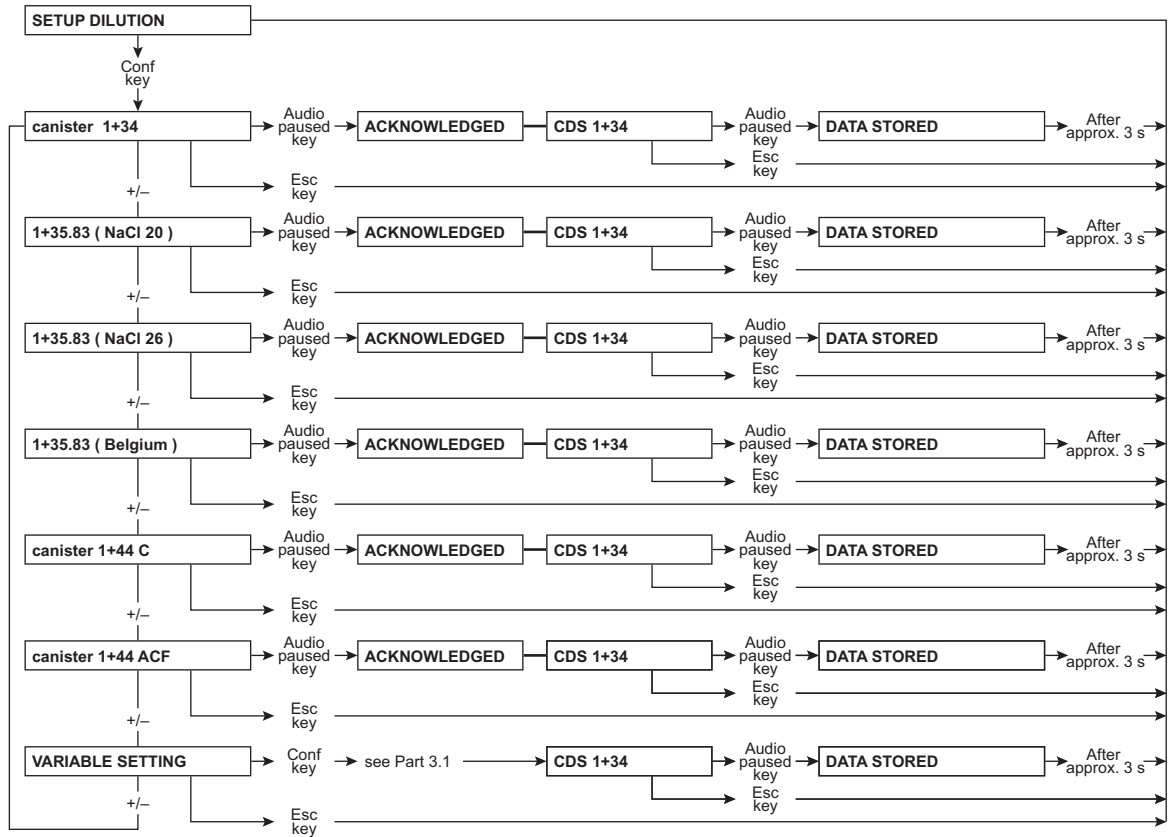 SETUP DILUTION
Conf
key
canister 1+34
Audio
paused
key
ACKNOWLEDGED
CDS 1+34
Audio
paused
key
DATA STORED
After
approx. 3 s
Esc
key
+/–
Esc
key
1+35.83 ( NaCl 20 )
Audio
paused
key
ACKNOWLEDGED
CDS 1+34
Audio
paused
key
DATA STORED
After
approx. 3 s
Esc
key
+/–
Esc
key
1+35.83 ( NaCl 26 )
Audio
paused
key
ACKNOWLEDGED
CDS 1+34
Audio
paused
key
DATA STORED
After
approx. 3 s
Esc
key
+/–
Esc
key
1+35.83 ( Belgium )
Audio
paused
key
ACKNOWLEDGED
CDS 1+34
Audio
paused
key
DATA STORED
After
approx. 3 s
Esc
key
+/–
Esc
key
canister 1+44 C
Audio
paused
key
ACKNOWLEDGED
CDS 1+34
Audio
paused
key
DATA STORED
After
approx. 3 s
Esc
key
+/–
Esc
key
canister 1+44 ACF
Audio
paused
key
ACKNOWLEDGED
CDS 1+34
Audio
paused
key
DATA STORED
After
approx. 3 s
Esc
key
+/–
Esc
key
VARIABLE SETTING
Conf
key
see Part 3.1
CDS 1+34
Audio
paused
key
DATA STORED
After
approx. 3 s
Esc
key
+/–
Esc
key